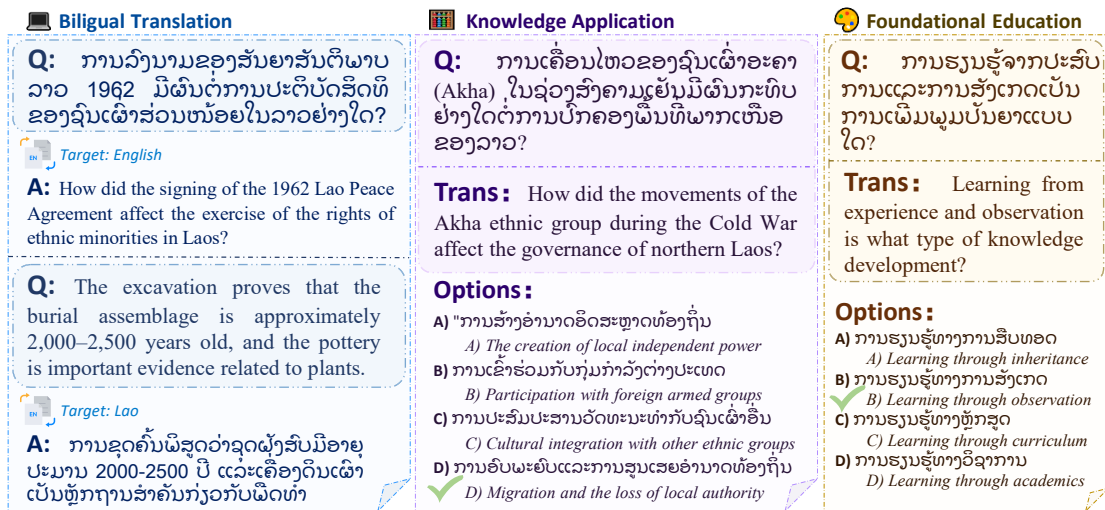 Biligual Translation
Q: ການລົງນາມຂອງສັນຍາສັນຕິພາບ
ລາວ 1962 ມີຜົນຕໍ່ການປະຕິບັດສິດທິ
ຂອງຊົນເຜົ່າສ່ວນໜ້ອຍໃນລາວຢ່າງໃດ?
EN
Target: English
A: How did the signing of the 1962 Lao Peace
Agreement affect the exercise of the rights of
ethnic minorities in Laos?
Q: The excavation proves that the
burial assemblage is approximately
2,000–2,500 years old, and the pottery
is important evidence related to plants.
EN
Target: Lao
A: ການຂຸດຄົ້ນພິສູດວ່າຊຸດຝັງສົບມີອາຍຸ
ປະມານ 2000-2500 ປີ ແລະເຄື່ອງດິນເຜົາ
ເປັນຫຼັກຖານສຳຄັນກ່ຽວກັບພືດທຳ
Knowledge Application
Q: ການເຄື່ອນໄຫວຂອງຊົນເຜົ່າອະຄາ
(Akha) ໃນຊ່ວງສົງຄາມເຢັນມີຜົນກະທົບ
ຢ່າງໃດຕໍ່ການປົກຄອງພື້ນທີ່ພາກເໜືອ
ຂອງລາວ?
Trans: How did the movements of the
Akha ethnic group during the Cold War
affect the governance of northern Laos?
Options:
A) "ການສ້າງອຳນາດອິດສະຫຼາດທ້ອງຖິ່ນ
A) The creation of local independent power
B) ການເຂົ້າຮ່ວມກັບກຸ່ມກຳລັງຕ່າງປະເທດ
B) Participation with foreign armed groups
C) ການປະສົມປະສານວັດທະນະທຳກັບຊົນເຜົ່າອື່ນ
C) Cultural integration with other ethnic groups
D) ການອົບພະຍົບແລະການສູນເສຍອຳນາດທ້ອງຖິ່ນ
D) Migration and the loss of local authority
Foundational Education
Q: ການຮຽນຮູ້ຈາກປະສົບ
ການແລະການສັງເກດເປັນ
ການເພີ່ມພູມປັນຍາແບບ
ໃດ?
Trans: Learning from
experience and observation
is what type of knowledge
development?
Options:
A) ການຮຽນຮູ້ທາງການສືບທອດ
A) Learning through inheritance
B) ການຮຽນຮູ້ທາງການສັງເກດ
B) Learning through observation
C) ການຮຽນຮູ້ທາງຫຼັກສູດ
C) Learning through curriculum
D) ການຮຽນຮູ້ທາງວິຊາການ
D) Learning through academics